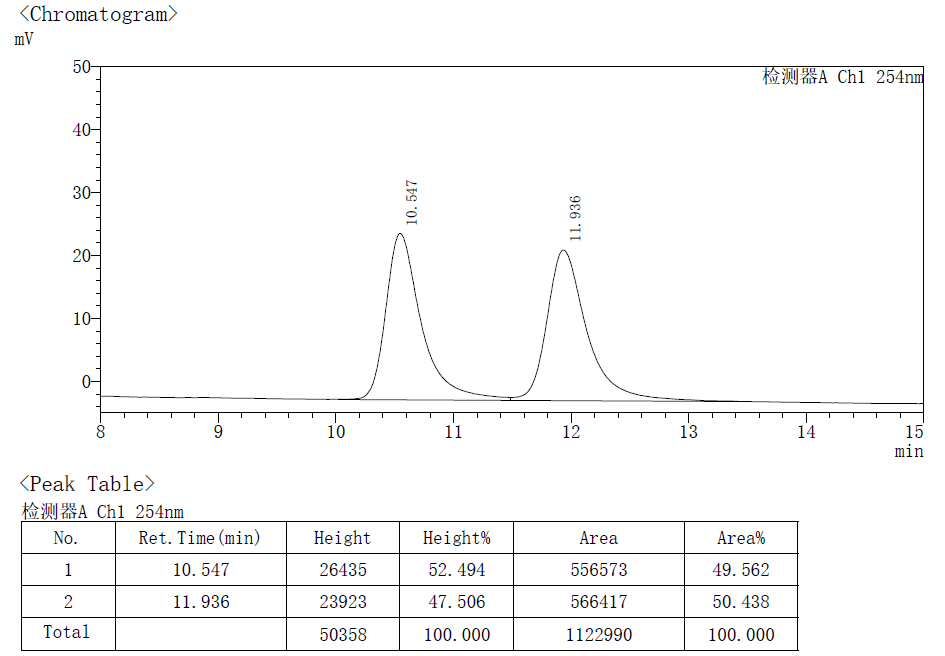 <Chromatogram>
mV
检测器A Ch1 254nm
50
40
30
20
10
0
10.547
11.936
8 9 10 11 12 13 14 15
min
<Peak Table>
检测器A Ch1 254nm
No. Ret.Time(min) Height Height% Area Area%
1 10.547 26435 52.494 556573 49.562
2 11.936 23923 47.506 566417 50.438
Total 50358 100.000 1122990 100.000